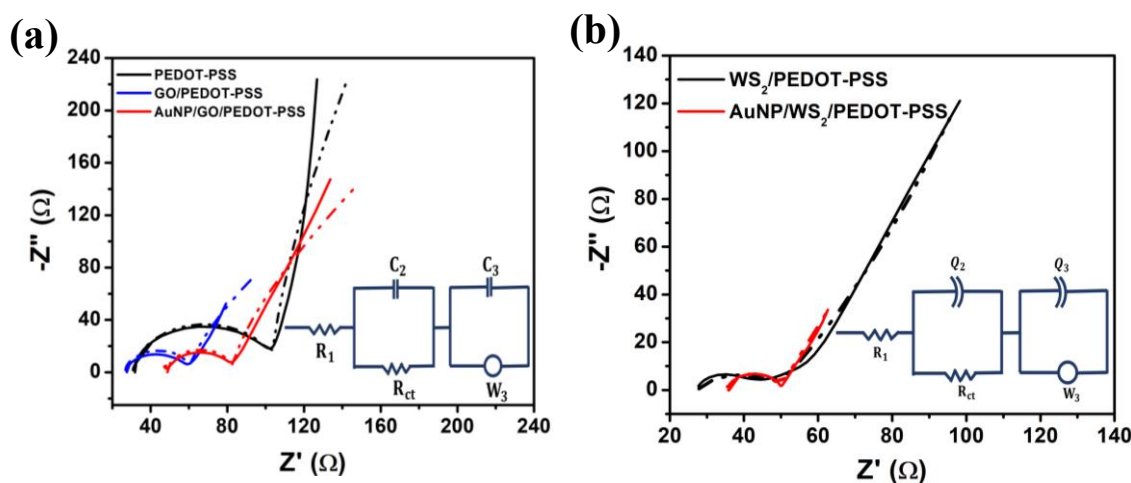 (a)
240
200
160
120
80
40
0
-Z" (Ω)
PEDOT-PSS
GO/PEDOT-PSS
AuNP/GO/PEDOT-PSS
R₁
C₂
R_ct
C₃
W₃
40 80 120 160 200 240
Z' (Ω)
(b)
140
120
100
80
60
40
20
0
-Z" (Ω)
WS₂/PEDOT-PSS
AuNP/WS₂/PEDOT-PSS
R₁
Q₂
R_ct
Q₃
W₃
20 40 60 80 100 120 140
Z' (Ω)